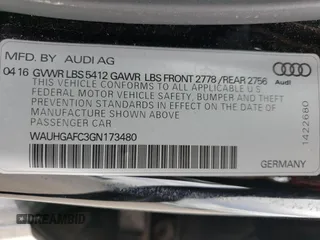 MFD. BY AUDI AG
04 16 GVWR LBS 5412 GAWR LBS FRONT 2778 /REAR 2756
THIS VEHICLE CONFORMS TO ALL APPLICABLE U.S.
FEDERAL MOTOR VEHICLE SAFETY, BUMPER AND THEFT
PREVENTION STANDARDS IN EFFECT ON THE DATE OF
MANUFACTURE SHOWN ABOVE
PASSENGER CAR
WAUHGAFC3GN173480
Audi
1422680
GERMANY
DREAMBID